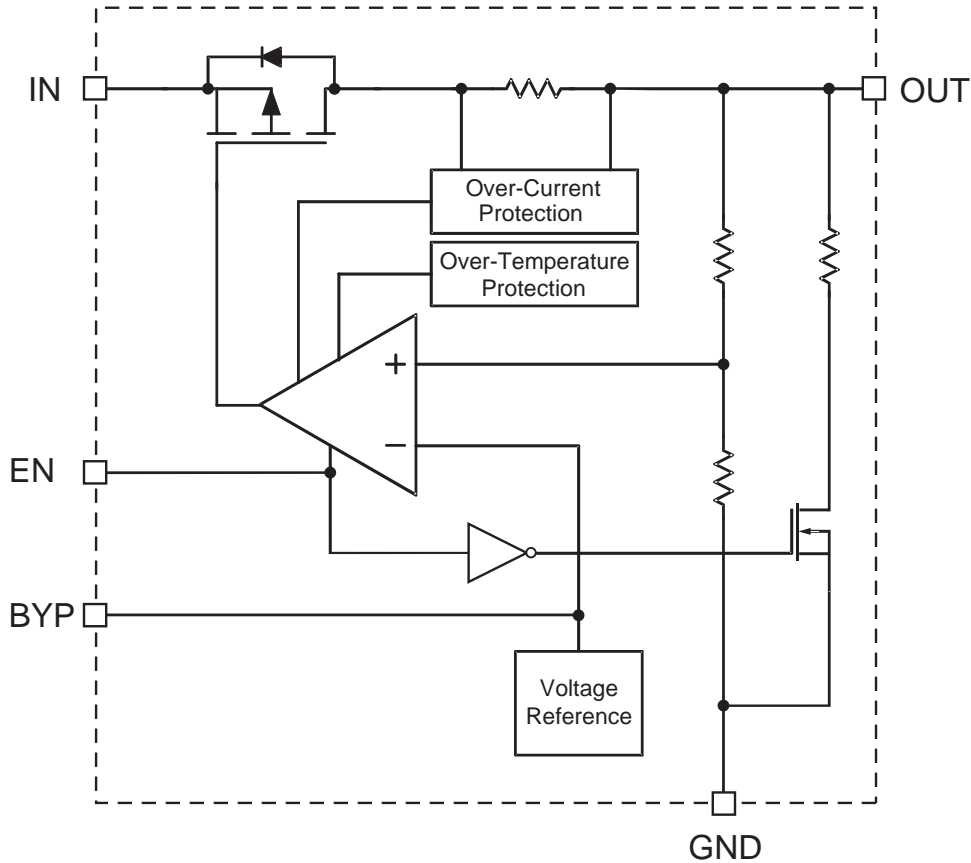 IN
OUT
Over-Current
Protection
Over-Temperature
Protection
+
−
EN
BYP
Voltage
Reference
GND